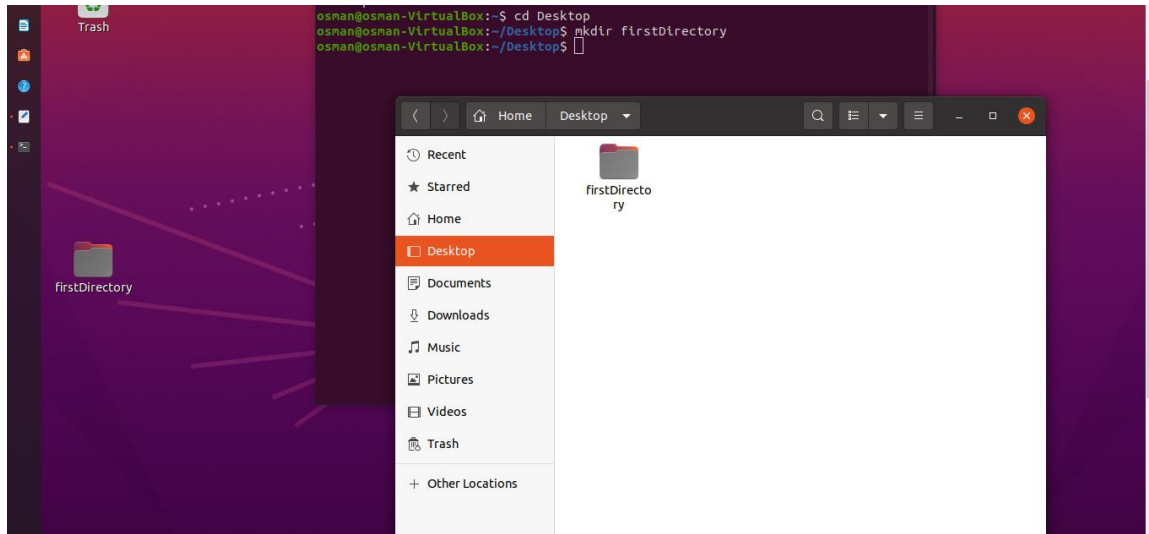 Trash
osman@osman-VirtualBox:~$ cd Desktop
osman@osman-VirtualBox:~/Desktop$ mkdir firstDirectory
osman@osman-VirtualBox:~/Desktop$
Home Desktop
Recent
Starred
Home
Desktop
Documents
Downloads
Music
Pictures
Videos
Trash
+ Other Locations
firstDirecto
ry
firstDirectory